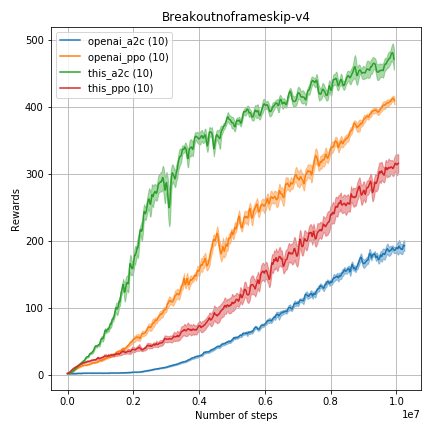 Breakoutnoframeskip-v4
openai_a2c (10)
openai_ppo (10)
this_a2c (10)
this_ppo (10)
500
400
300
200
100
0
Rewards
0.0 0.2 0.4 0.6 0.8 1.0
1e7
Number of steps